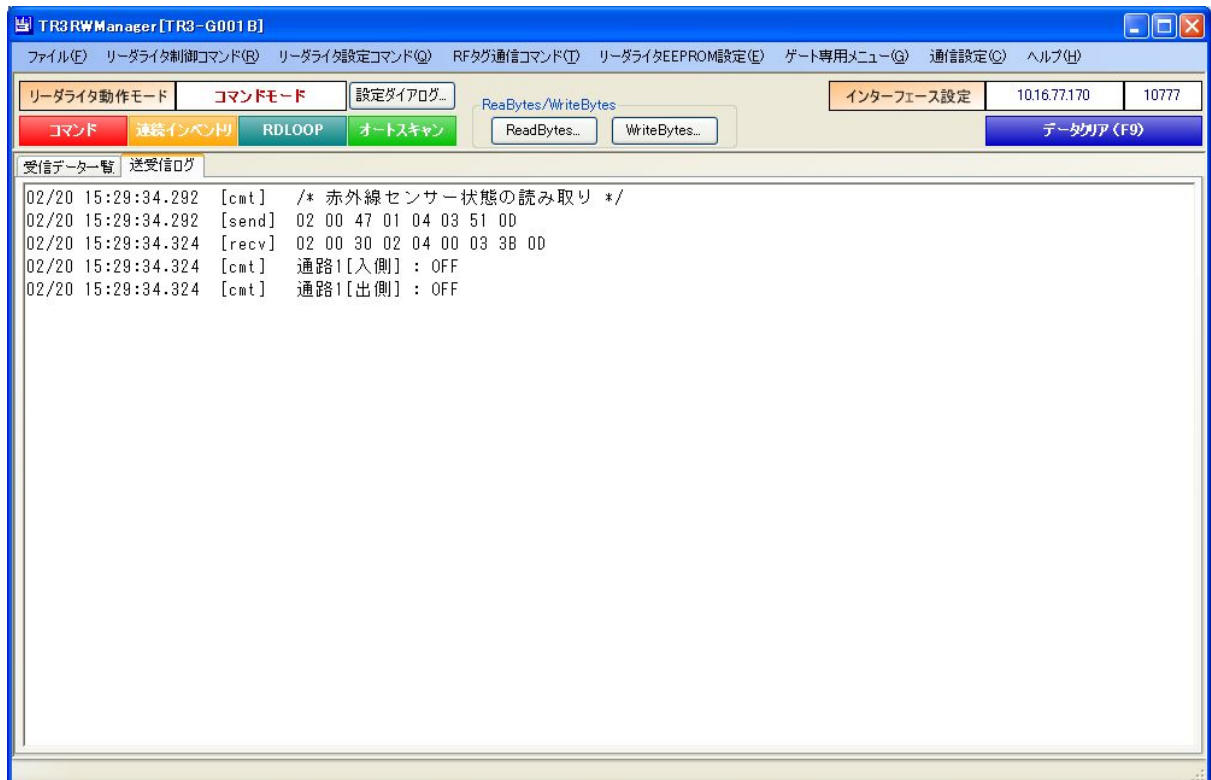 TR3RWManager[TR3-G001B]
ファイル(F) リーダライタ制御コマンド(R) リーダライタ設定コマンド(Q) RFタグ通信コマンド(T) リーダライタEEPROM設定(E) ゲート専用メニュー(G) 通信設定(C) ヘルプ(H)
リーダライタ動作モード コマンドモード 設定ダイアログ... ReaBytes/WriteBytes インターフェース設定 10.16.77.170 10777
コマンド 連続インベントリ RDLOOP オートスキャン ReadBytes... WriteBytes... データクリア(F9)
受信データ一覧 送受信ログ
02/20 15:29:34.292 [cmt] /* 赤外線センサー状態の読み取り */
02/20 15:29:34.292 [send] 02 00 47 01 04 03 51 0D
02/20 15:29:34.324 [recv] 02 00 30 02 04 00 03 3B 0D
02/20 15:29:34.324 [cmt] 通路1[入側] : OFF
02/20 15:29:34.324 [cmt] 通路1[出側] : OFF